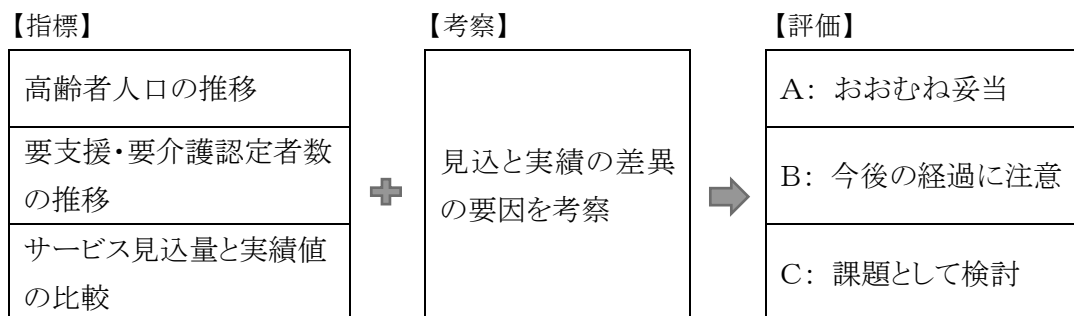 【指標】
高齢者人口の推移
要支援・要介護認定者数
の推移
サービス見込量と実績値
の比較
【考察】
見込と実績の差異
の要因を考察
【評価】
A: おおむね妥当
B: 今後の経過に注意
C: 課題として検討